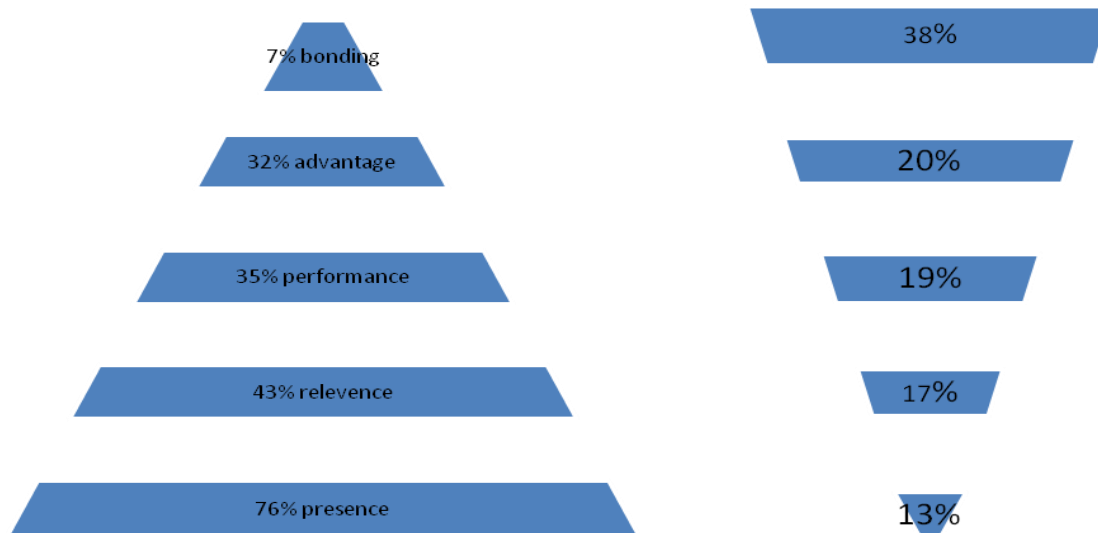 7% bonding
38%
32% advantage
20%
35% performance
19%
43% relevence
17%
76% presence
13%